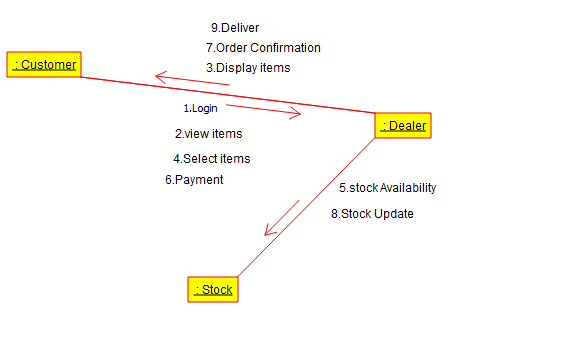 9.Deliver
7.Order Confirmation
3.Display items
: Customer
1.Login
2.view items
4.Select items
6.Payment
: Dealer
5.stock Availability
8.Stock Update
: Stock